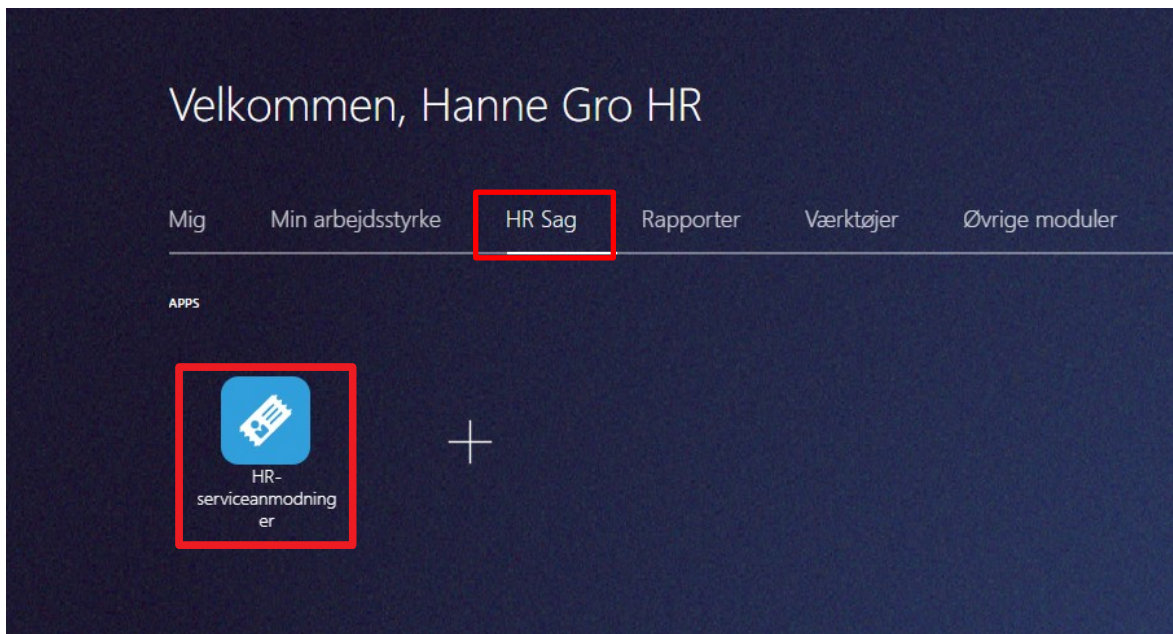 Velkommen, Hanne Gro HR
Mig Min arbejdsstyrke HR Sag Rapporter Værktøjer Øvrige moduler
APPS
HR-
serviceanmodning
er